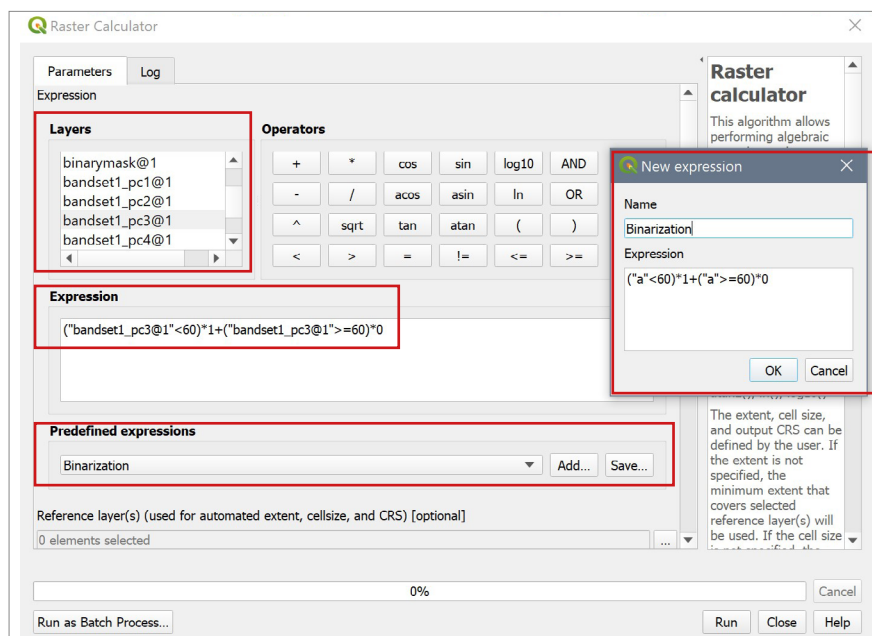 Raster Calculator
Parameters
Log
Expression
Layers
binarymask@1
bandset1_pc1@1
bandset1_pc2@1
bandset1_pc3@1
bandset1_pc4@1
Operators
+ * cos sin log10 AND
- / acos asin ln OR
^ sqrt tan atan ( )
< > = != <= >=
Expression
("bandset1_pc3@1"<60)*1+("bandset1_pc3@1">=60)*0
Predefined expressions
Binarization
Add...
Save...
Reference layer(s) (used for automated extent, cellsize, and CRS) [optional]
0 elements selected
...
0%
Cancel
Run as Batch Process...
Run
Close
Help
Raster
calculator
This algorithm allows
performing algebraic
New expression
Name
Binarization
Expression
("a"<60)*1+("a">=60)*0
OK
Cancel
The extent, cell size,
and output CRS can be
defined by the user. If
the extent is not
specified, the
minimum extent that
covers selected
reference layer(s) will
be used. If the cell size